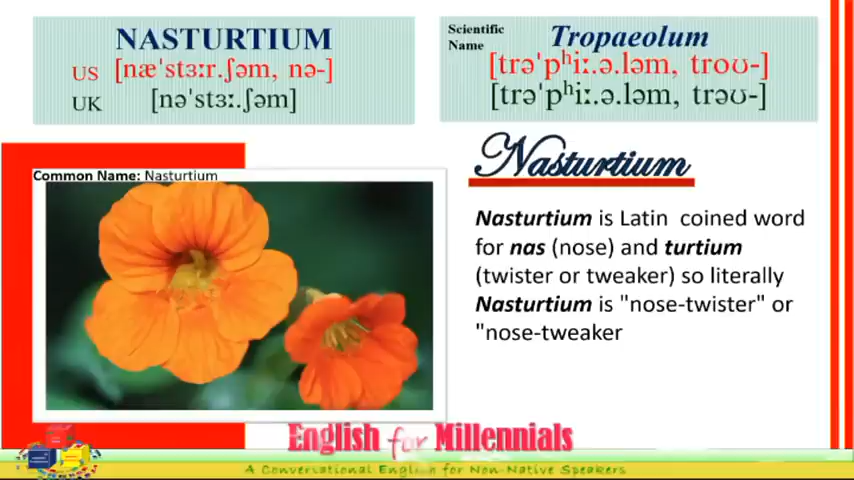 NASTURTIUM
US [næˈstɜːr.ʃəm, nə-]
UK [nəˈstɜː.ʃəm]
Scientific
Name
Tropaeolum
[trəˈpʰiː.ə.ləm, troʊ-]
[trəˈpʰiː.ə.ləm, trəʊ-]
Common Name: Nasturtium
Nasturtium
Nasturtium is Latin coined word
for nas (nose) and turtium
(twister or tweaker) so literally
Nasturtium is "nose-twister" or
"nose-tweaker
English for Millennials
A Conversational English for Non-Native Speakers